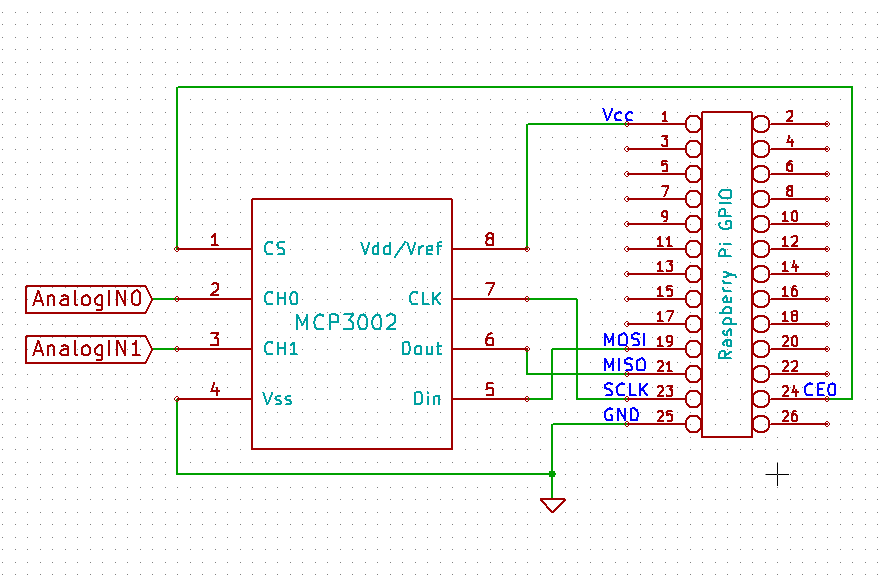 Vcc 1 2
3 4
5 6
7 8
9 10
11 12
13 14
15 16
17 18
MOSI 19 20
MISO 21 22
SCLK 23 24 CE0
GND 25 26
Raspberry Pi GPIO
1 CS Vdd/Vref 8
AnalogIN0 2 CH0 CLK 7
MCP3002
AnalogIN1 3 CH1 Dout 6
4 Vss Din 5